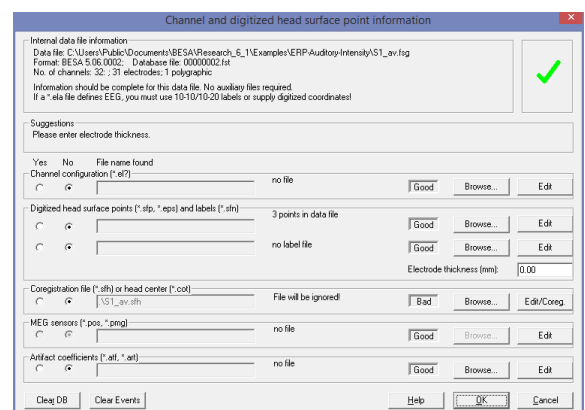 Channel and digitized head surface point information
Internal data file information
Data file: C:\Users\Public\Documents\BESA\Research_6_1\Examples\ERP-Auditory-Intensity\S1_av.fsg
Format: BESA 5.06.0002; Database file: 00000002.fst
No. of channels: 32: ; 31 electrodes; 1 polygraphic
Information should be complete for this data file. No auxiliary files required.
If a *.ela file defines EEG, you must use 10-10/10-20 labels or supply digitized coordinates!
Suggestions
Please enter electrode thickness.
Yes No File name found
Channel configuration (*.el?)
no file Good Browse... Edit
Digitized head surface points (*.sfp, *.eps) and labels (*.sfn)
3 points in data file Good Browse... Edit
no label file Good Browse... Edit
Electrode thickness (mm): 0.00
Coregistration file (*.sfh) or head center (*.cot)
.\S1_av.sfh File will be ignored! Bad Browse... Edit/Coreg.
MEG sensors (*.pos, *.pmg)
no file Good Browse... Edit
Artifact coefficients (*.atf, *.art)
no file Good Browse... Edit
Clear DB Clear Events Help OK Cancel